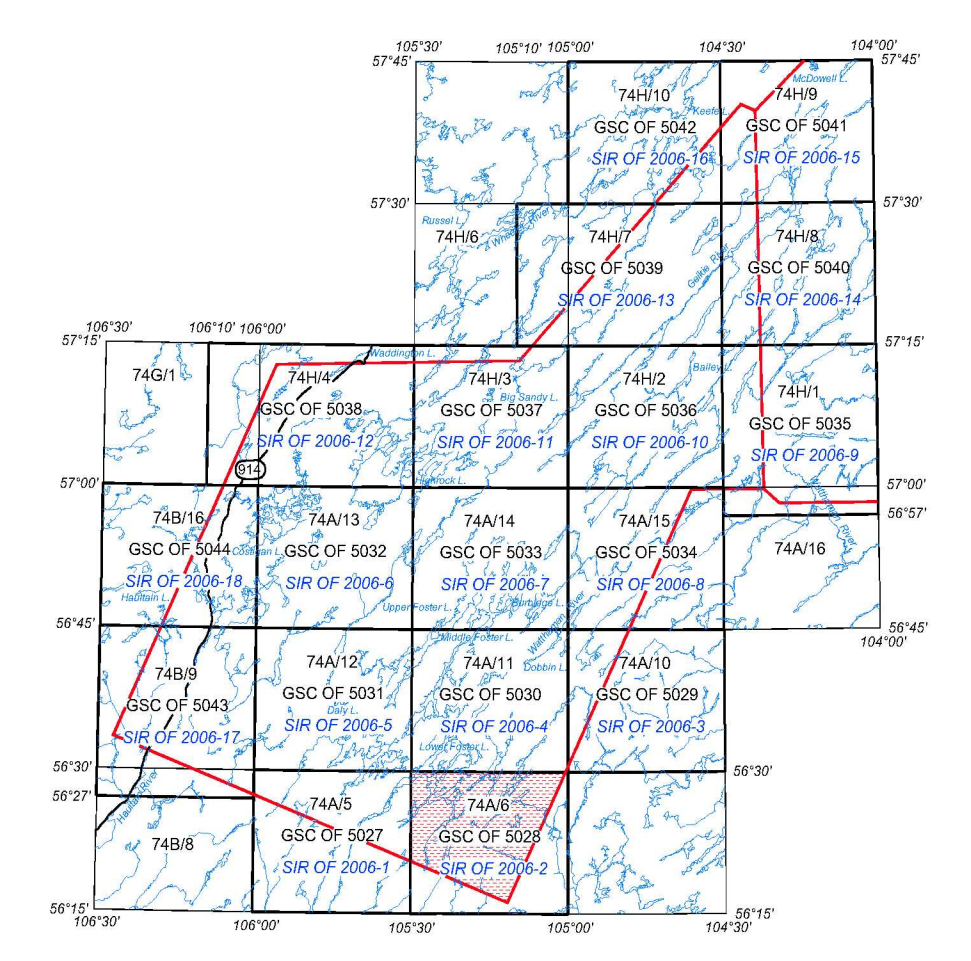 105°30' 105°10' 105°00' 104°30' 104°00'
57°45' 57°45'
McDowell L.
74H/10 74H/9
Keefe L.
GSC OF 5042 GSC OF 5041
SIR OF 2006-16 SIR OF 2006-15
57°30' 57°30'
Russel L.
Wheeler River
74H/6 74H/7 74H/8
Geikie River
GSC OF 5039 GSC OF 5040
SIR OF 2006-13 SIR OF 2006-14
106°30' 106°10' 106°00'
57°15' 57°15'
Waddington L.
74G/1 74H/4 74H/3 74H/2 Bailey L. 74H/1
Big Sandy L.
GSC OF 5038 GSC OF 5037 GSC OF 5036 GSC OF 5035
SIR OF 2006-12 SIR OF 2006-11 SIR OF 2006-10 SIR OF 2006-9
914
Highrock L.
57°00' 57°00'
56°57'
74B/16 74A/13 74A/14 74A/15 74A/16
GSC OF 5044 GSC OF 5032 GSC OF 5033 GSC OF 5034
Costigan L.
SIR OF 2006-18 SIR OF 2006-6 SIR OF 2006-7 SIR OF 2006-8
Haultain L. Upper Foster L. Burbidge L.
56°45' 56°45'
104°00'
Middle Foster L.
74B/9 74A/12 74A/11 Dobbin L. 74A/10
GSC OF 5043 GSC OF 5031 GSC OF 5030 GSC OF 5029
Daly L.
SIR OF 2006-17 SIR OF 2006-5 SIR OF 2006-4 SIR OF 2006-3
Lower Foster L.
56°30' 56°30'
56°27'
Haultain River
74B/8 74A/5 74A/6
GSC OF 5027 GSC OF 5028
SIR OF 2006-1 SIR OF 2006-2
56°15' 56°15'
106°30' 106°00' 105°30' 105°00' 104°30'